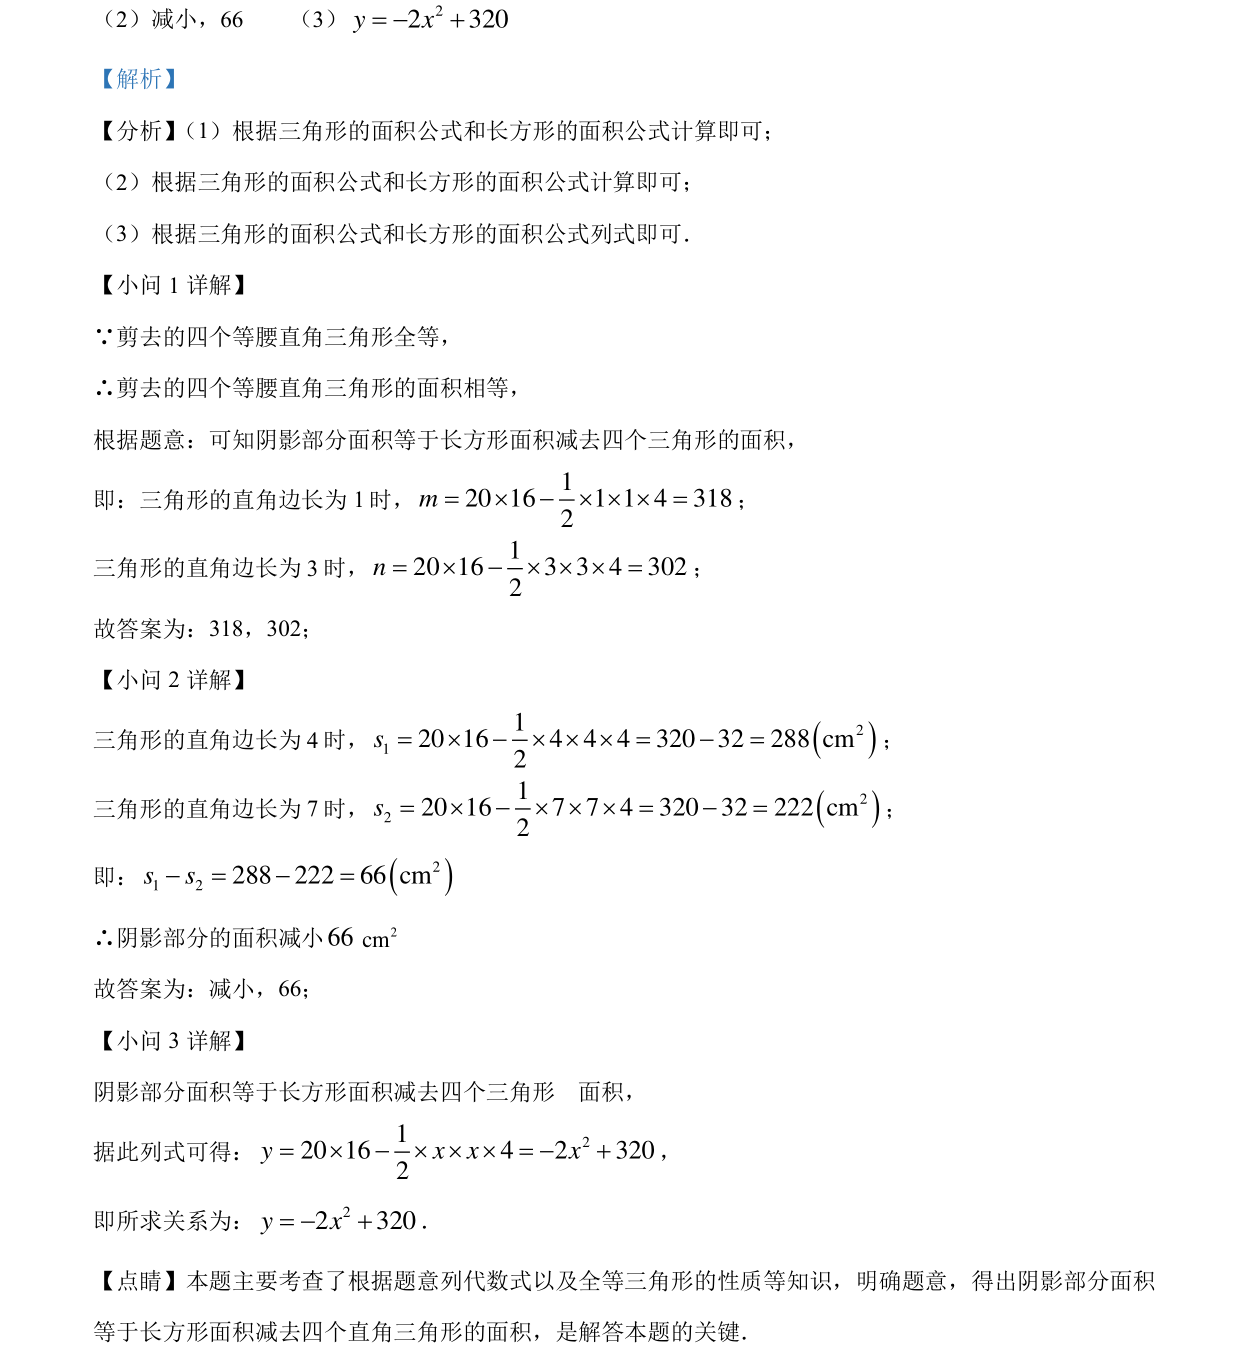 （2）减小，66 （3） y = −2x² + 320
【解析】
【分析】（1）根据三角形的面积公式和长方形的面积公式计算即可；
（2）根据三角形的面积公式和长方形的面积公式计算即可；
（3）根据三角形的面积公式和长方形的面积公式列式即可．
【小问 1 详解】
∵剪去的四个等腰直角三角形全等，
∴剪去的四个等腰直角三角形的面积相等，
根据题意：可知阴影部分面积等于长方形面积减去四个三角形的面积，
即：三角形的直角边长为 1 时， m = 20×16 − 1/2 ×1×1×4 = 318；
三角形的直角边长为 3 时， n = 20×16 − 1/2 ×3×3×4 = 302；
故答案为：318，302；
【小问 2 详解】
三角形的直角边长为 4 时， s₁ = 20×16 − 1/2 ×4×4×4 = 320 − 32 = 288(cm²)；
三角形的直角边长为 7 时， s₂ = 20×16 − 1/2 ×7×7×4 = 320 − 32 = 222(cm²)；
即： s₁ − s₂ = 288 − 222 = 66(cm²)
∴阴影部分的面积减小 66 cm²
故答案为：减小，66；
【小问 3 详解】
阴影部分面积等于长方形面积减去四个三角形 面积，
据此列式可得： y = 20×16 − 1/2 ×x×x×4 = −2x² + 320，
即所求关系为： y = −2x² + 320．
【点睛】本题主要考查了根据题意列代数式以及全等三角形的性质等知识，明确题意，得出阴影部分面积
等于长方形面积减去四个直角三角形的面积，是解答本题的关键．